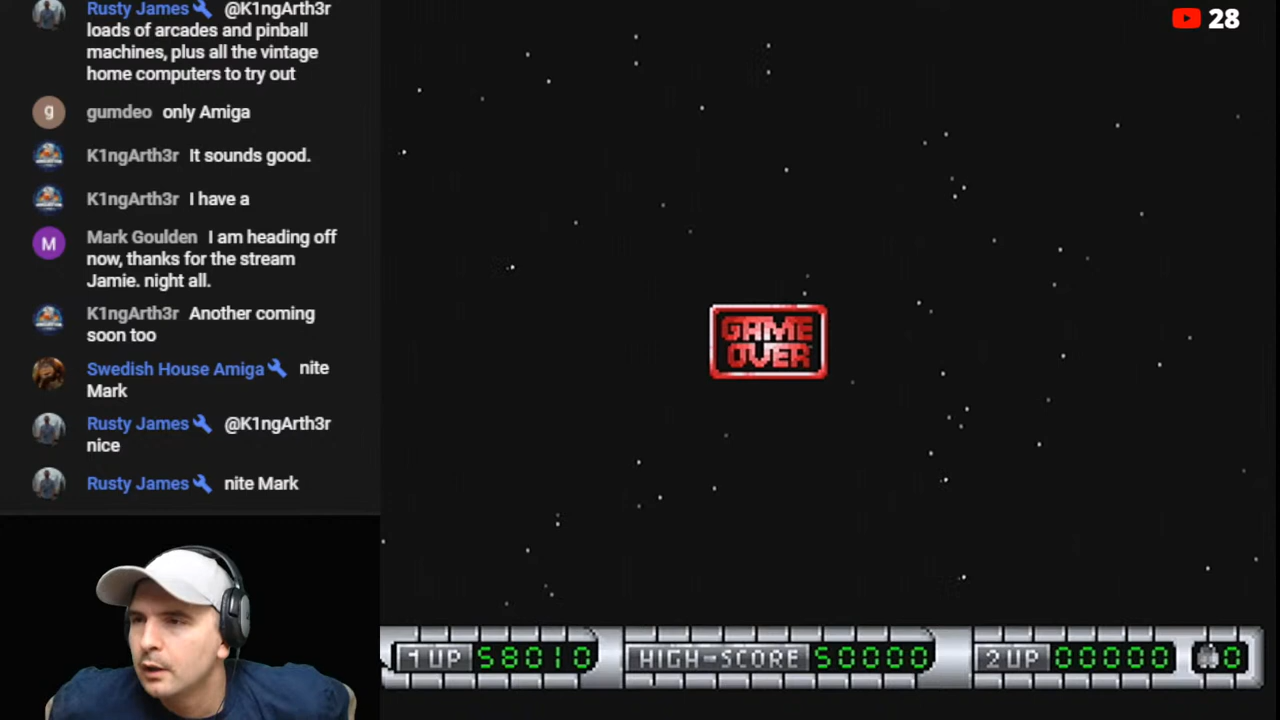 Rusty James @K1ngArth3r
loads of arcades and pinball
machines, plus all the vintage
home computers to try out
g gumdeo only Amiga
K1ngArth3r It sounds good.
K1ngArth3r I have a
M Mark Goulden I am heading off
now, thanks for the stream
Jamie. night all.
K1ngArth3r Another coming
soon too
Swedish House Amiga nite
Mark
Rusty James @K1ngArth3r
nice
Rusty James nite Mark
28
GAME
OVER
1UP 58010 HIGH-SCORE 50000 2UP 00000 0